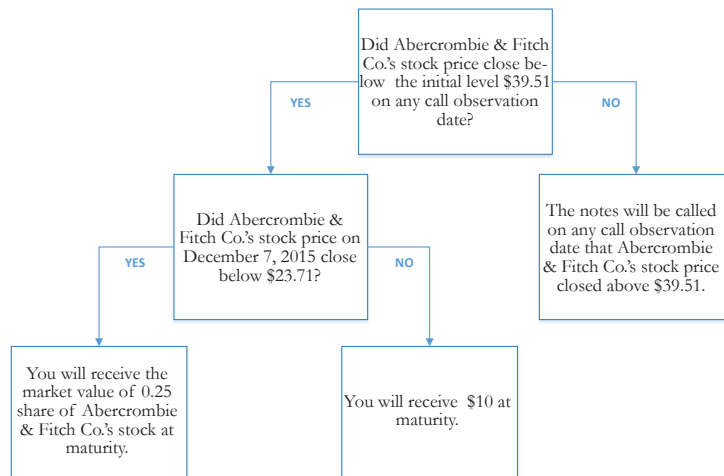 Did Abercrombie & Fitch
Co.'s stock price close be-
low the initial level $39.51
on any call observation
date?
YES
NO
Did Abercrombie &
Fitch Co.'s stock price on
December 7, 2015 close
below $23.71?
The notes will be called
on any call observation
date that Abercrombie
& Fitch Co.'s stock price
closed above $39.51.
YES
NO
You will receive the
market value of 0.25
share of Abercrombie
& Fitch Co.'s stock at
maturity.
You will receive $10 at
maturity.